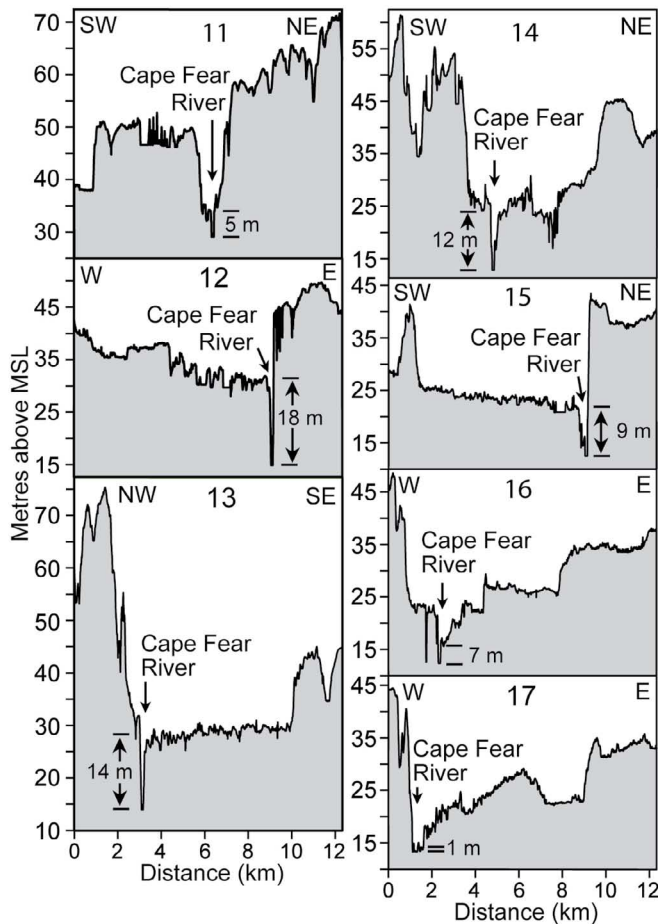 Metres above MSL
70
60
50
40
30
SW
11
NE
Cape Fear
River
5 m
45
35
25
15
W
12
E
Cape Fear
River
18 m
70
60
50
40
30
20
10
NW
13
SE
Cape Fear
River
14 m
0 2 4 6 8 10 12
Distance (km)
55
45
35
25
15
SW
14
NE
Cape Fear
River
12 m
45
35
25
15
SW
15
NE
Cape Fear
River
9 m
45
35
25
15
W
16
E
Cape Fear
River
7 m
45
35
25
15
W
17
E
Cape Fear
River
1 m
0 2 4 6 8 10 12
Distance (km)